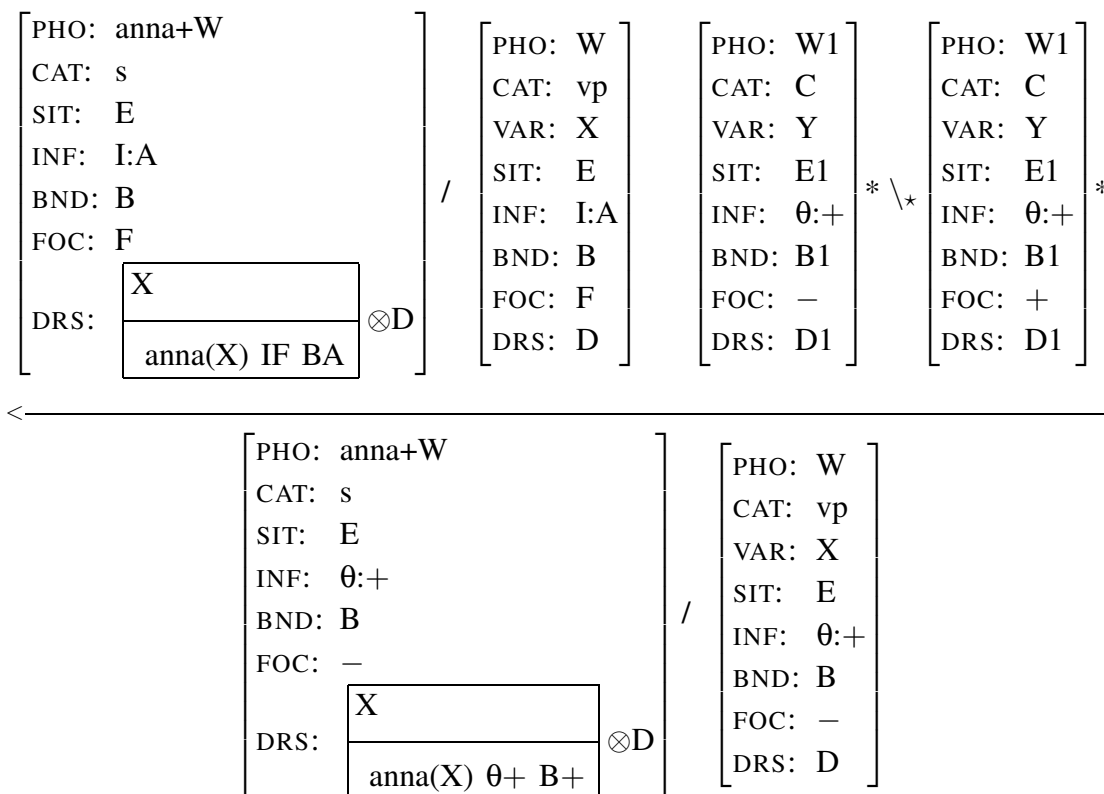 PHO: anna+W
CAT: s
SIT: E
INF: I:A
BND: B
FOC: F
DRS: X
anna(X) IF BA
⊗D
/
PHO: W
CAT: vp
VAR: X
SIT: E
INF: I:A
BND: B
FOC: F
DRS: D
PHO: W1
CAT: C
VAR: Y
SIT: E1
INF: θ:+
BND: B1
FOC: −
DRS: D1
* \⋆
PHO: W1
CAT: C
VAR: Y
SIT: E1
INF: θ:+
BND: B1
FOC: +
DRS: D1
*
<
PHO: anna+W
CAT: s
SIT: E
INF: θ:+
BND: B
FOC: −
DRS: X
anna(X) θ+ B+
⊗D
/
PHO: W
CAT: vp
VAR: X
SIT: E
INF: θ:+
BND: B
FOC: −
DRS: D